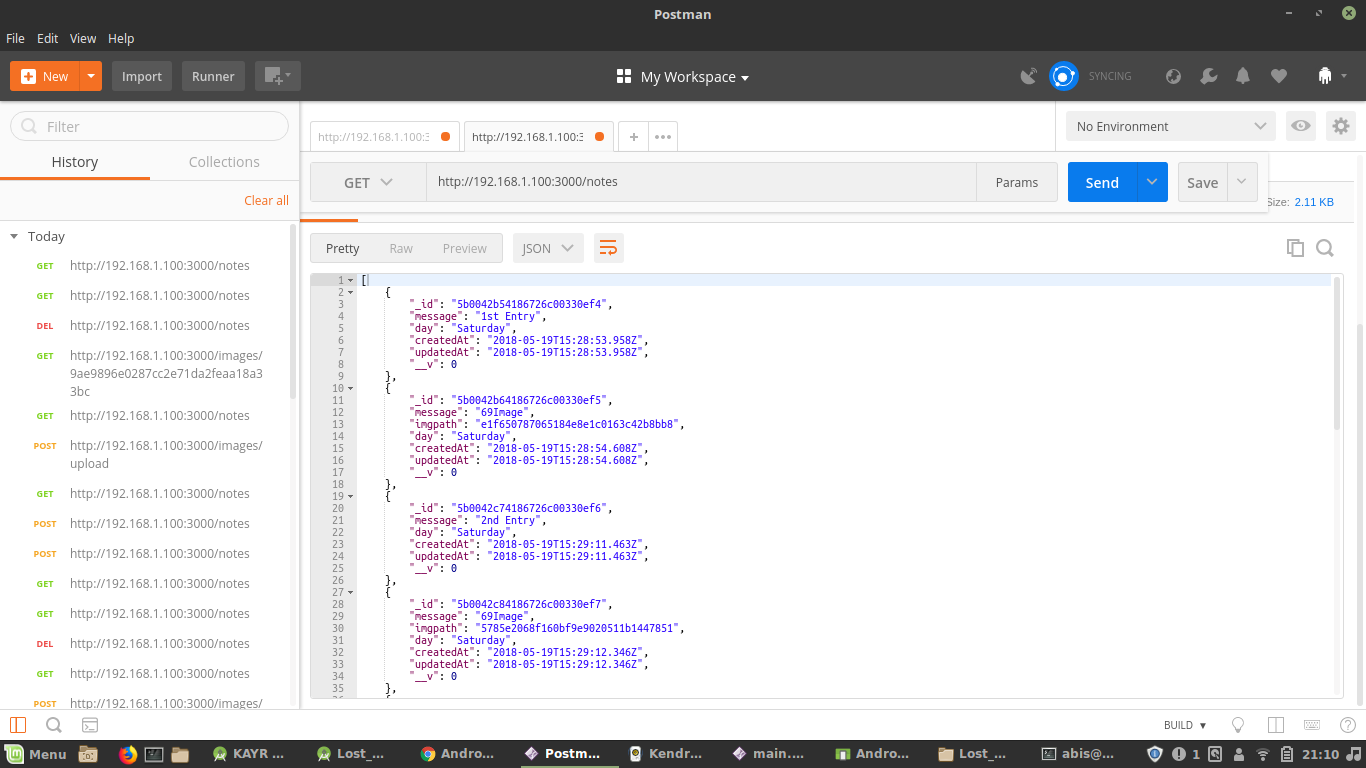 Postman
File Edit View Help
New Import Runner My Workspace SYNCING
Filter
History Collections
Clear all
Today
GET http://192.168.1.100:3000/notes
GET http://192.168.1.100:3000/notes
DEL http://192.168.1.100:3000/notes
GET http://192.168.1.100:3000/images/
9ae9896e0287cc2e71da2feaa18a3
3bc
GET http://192.168.1.100:3000/notes
POST http://192.168.1.100:3000/images/
upload
GET http://192.168.1.100:3000/notes
POST http://192.168.1.100:3000/notes
POST http://192.168.1.100:3000/notes
GET http://192.168.1.100:3000/notes
GET http://192.168.1.100:3000/notes
DEL http://192.168.1.100:3000/notes
GET http://192.168.1.100:3000/notes
POST http://192.168.1.100:3000/images/
http://192.168.1.100:3 http://192.168.1.100:3 + •••
No Environment
GET http://192.168.1.100:3000/notes Params Send Save
Size: 2.11 KB
Pretty Raw Preview JSON
1 [
2 {
3 "_id": "5b0042b54186726c00330ef4",
4 "message": "1st Entry",
5 "day": "Saturday",
6 "createdAt": "2018-05-19T15:28:53.958Z",
7 "updatedAt": "2018-05-19T15:28:53.958Z",
8 "__v": 0
9 },
10 {
11 "_id": "5b0042b64186726c00330ef5",
12 "message": "69Image",
13 "imgpath": "e1f650787065184e8e1c0163c42b8bb8",
14 "day": "Saturday",
15 "createdAt": "2018-05-19T15:28:54.608Z",
16 "updatedAt": "2018-05-19T15:28:54.608Z",
17 "__v": 0
18 },
19 {
20 "_id": "5b0042c74186726c00330ef6",
21 "message": "2nd Entry",
22 "day": "Saturday",
23 "createdAt": "2018-05-19T15:29:11.463Z",
24 "updatedAt": "2018-05-19T15:29:11.463Z",
25 "__v": 0
26 },
27 {
28 "_id": "5b0042c84186726c00330ef7",
29 "message": "69Image",
30 "imgpath": "5785e2068f160bf9e9020511b1447851",
31 "day": "Saturday",
32 "createdAt": "2018-05-19T15:29:12.346Z",
33 "updatedAt": "2018-05-19T15:29:12.346Z",
34 "__v": 0
35 },
BUILD
Menu KAYR ... Lost_... Andro... Postm... Kendr... main.... Andro... Lost_... abis@... 1 21:10